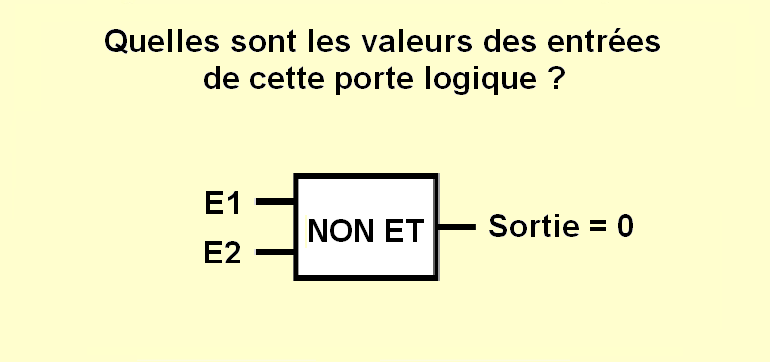 Quelles sont les valeurs des entrées
de cette porte logique ?
E1
NON ET
Sortie = 0
E2